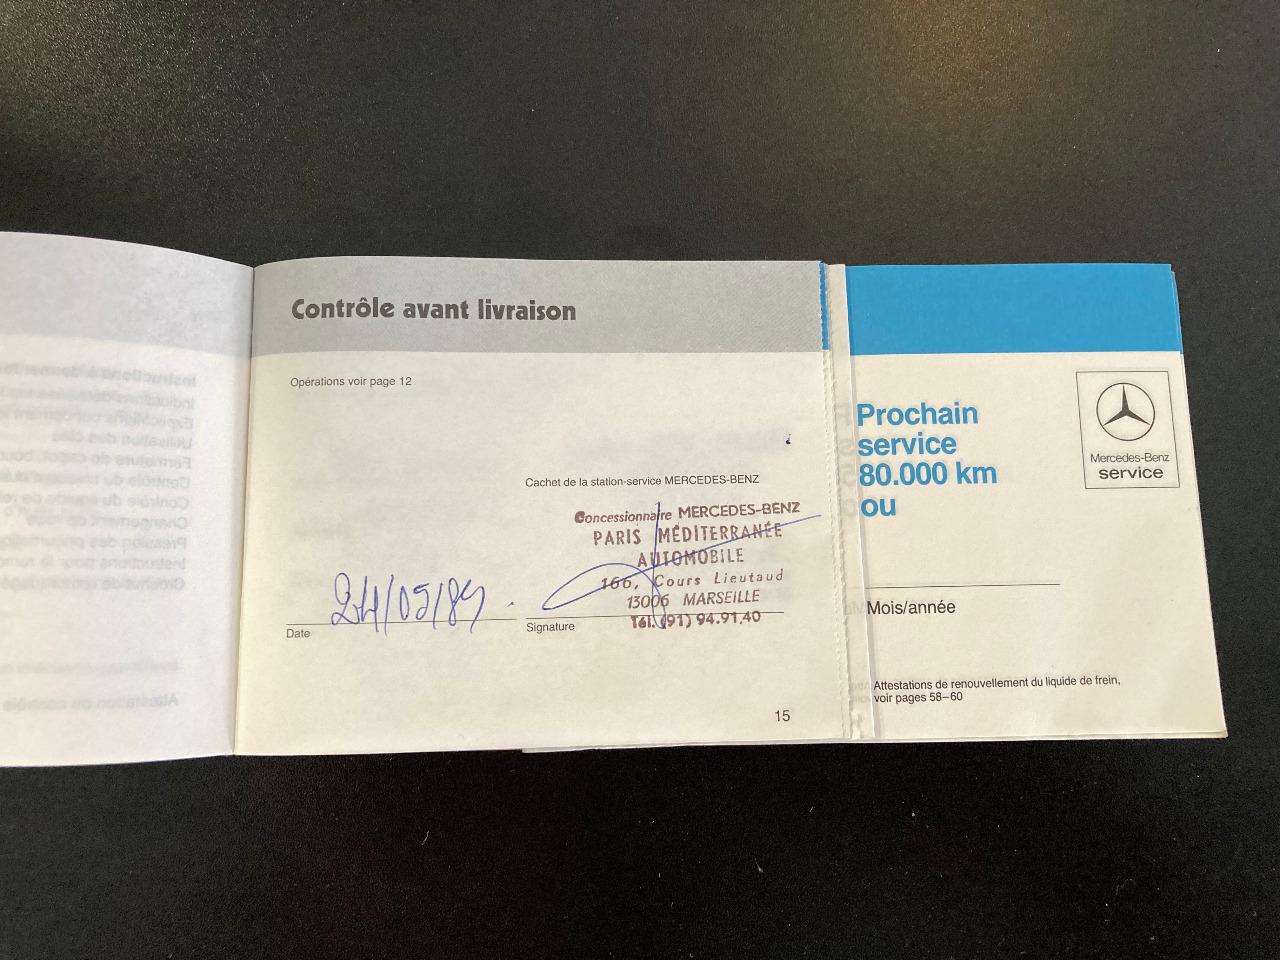 Contrôle avant livraison
Opérations voir page 12
Cachet de la station-service MERCEDES-BENZ
Concessionnaire MERCEDES-BENZ
PARIS MÉDITERRANÉE
AUTOMOBILE
166, Cours Lieutaud
13006 MARSEILLE
Tél. (91) 94.91.40
24/05/89
Date
Signature
15
Prochain
service
80.000 km
ou
Mercedes-Benz
service
Mois/année
Attestations de renouvellement du liquide de frein,
voir pages 58–60